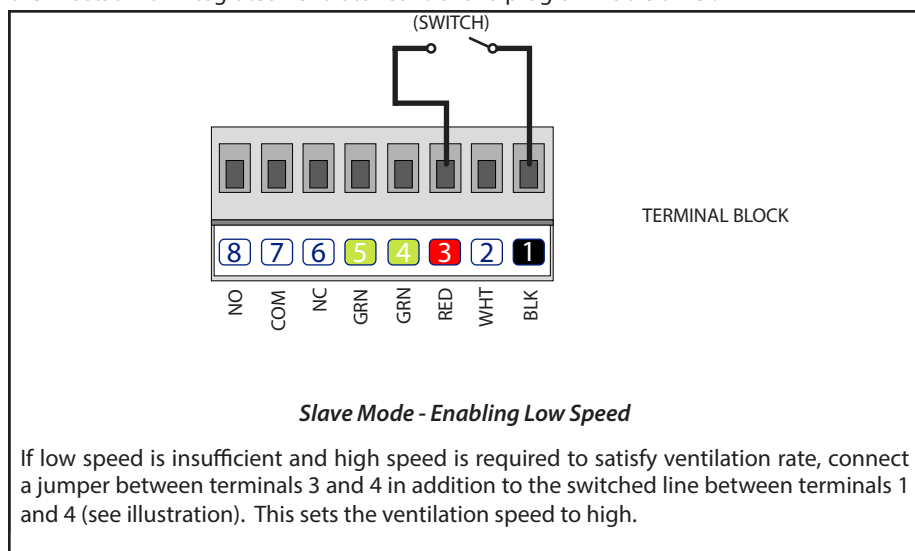 (SWITCH)
TERMINAL BLOCK
8 7 6 5 4 3 2 1
NO COM NC GRN GRN RED WHT BLK
Slave Mode - Enabling Low Speed
If low speed is insufficient and high speed is required to satisfy ventilation rate, connect
a jumper between terminals 3 and 4 in addition to the switched line between terminals 1
and 4 (see illustration). This sets the ventilation speed to high.